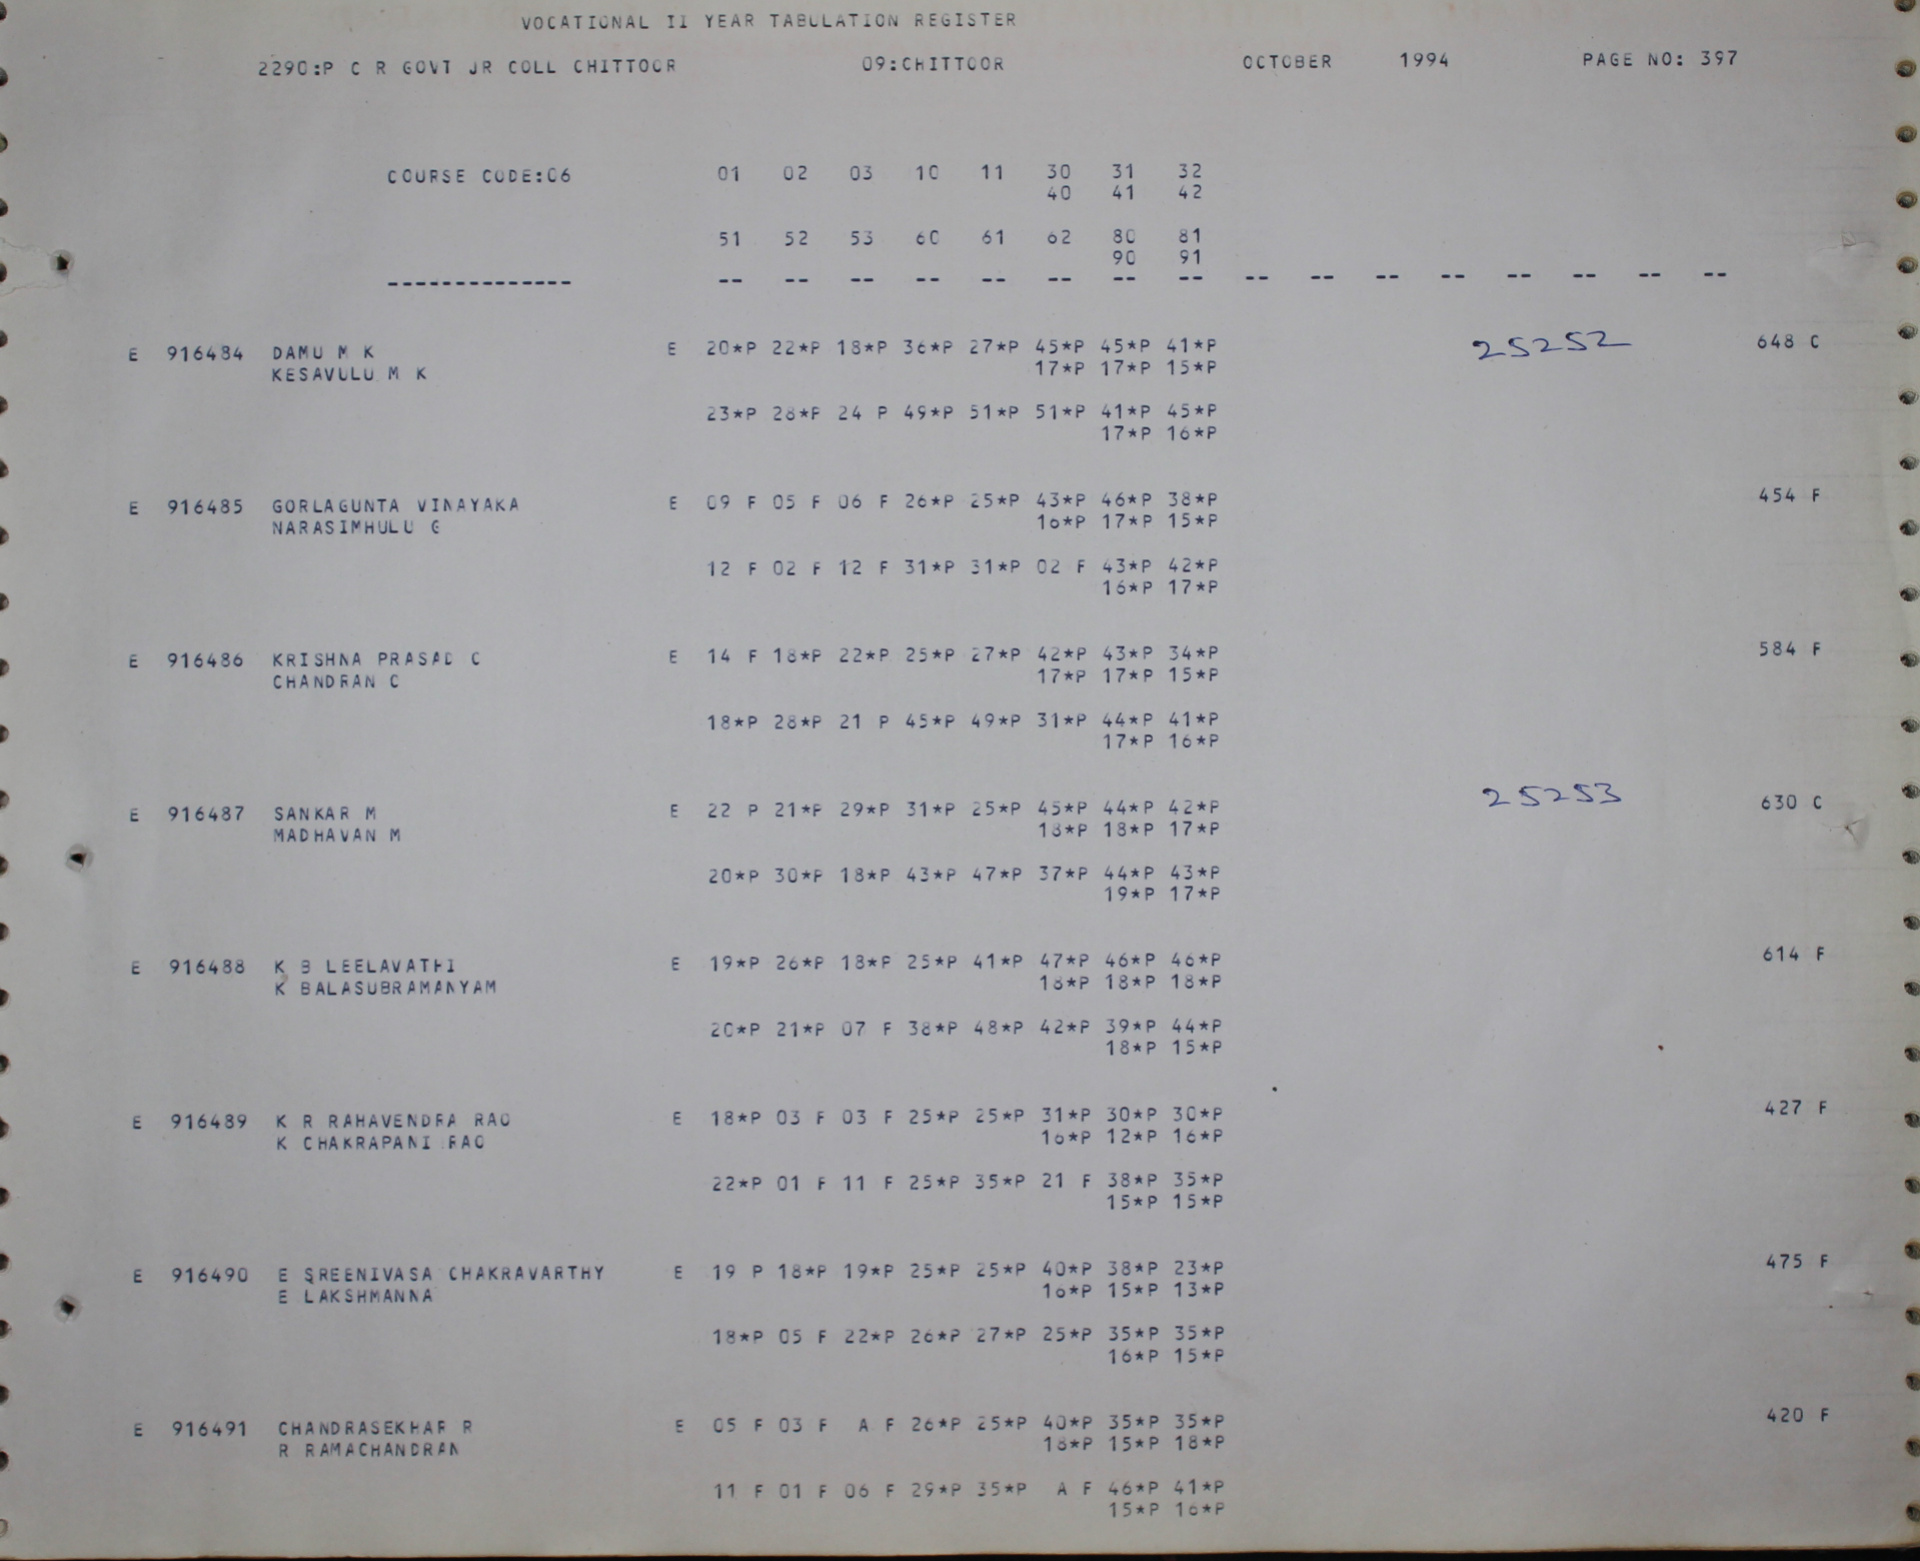 VOCATIONAL II YEAR TABULATION REGISTER
2290:P C R GOVT JR COLL CHITTOOR 09:CHITTOOR OCTOBER 1994 PAGE NO: 397
COURSE CODE:06 01 02 03 10 11 30 31 32
40 41 42
51 52 53 60 61 62 80 81
90 91
-------------- -- -- -- -- -- -- -- -- -- -- -- -- -- -- -- --
E 916484 DAMU M K E 20*P 22*P 18*P 36*P 27*P 45*P 45*P 41*P 25252 648 C
KESAVULU M K 17*P 17*P 15*P
23*P 28*P 24 P 49*P 51*P 51*P 41*P 45*P
17*P 16*P
E 916485 GORLAGUNTA VINAYAKA E 09 F 05 F 06 F 26*P 25*P 43*P 46*P 38*P 454 F
NARASIMHULU G 16*P 17*P 15*P
12 F 02 F 12 F 31*P 31*P 02 F 43*P 42*P
16*P 17*P
E 916486 KRISHNA PRASAD C E 14 F 18*P 22*P 25*P 27*P 42*P 43*P 34*P 584 F
CHANDRAN C 17*P 17*P 15*P
18*P 28*P 21 P 45*P 49*P 31*P 44*P 41*P
17*P 16*P
E 916487 SANKAR M E 22 P 21*P 29*P 31*P 25*P 45*P 44*P 42*P 25253 630 C
MADHAVAN M 18*P 18*P 17*P
20*P 30*P 18*P 43*P 47*P 37*P 44*P 43*P
19*P 17*P
E 916488 K B LEELAVATHI E 19*P 26*P 18*P 25*P 41*P 47*P 46*P 46*P 614 F
K BALASUBRAMANYAM 18*P 18*P 18*P
20*P 21*P 07 F 38*P 48*P 42*P 39*P 44*P
18*P 15*P
E 916489 K R RAHAVENDRA RAO E 18*P 03 F 03 F 25*P 25*P 31*P 30*P 30*P 427 F
K CHAKRAPANI RAO 16*P 12*P 16*P
22*P 01 F 11 F 25*P 35*P 21 F 38*P 35*P
15*P 15*P
E 916490 E SREENIVASA CHAKRAVARTHY E 19 P 18*P 19*P 25*P 25*P 40*P 38*P 23*P 475 F
E LAKSHMANNA 16*P 15*P 13*P
18*P 05 F 22*P 26*P 27*P 25*P 35*P 35*P
16*P 15*P
E 916491 CHANDRASEKHAR R E 05 F 03 F A F 26*P 25*P 40*P 35*P 35*P 420 F
R RAMACHANDRAN 18*P 15*P 18*P
11 F 01 F 06 F 29*P 35*P A F 46*P 41*P
15*P 16*P